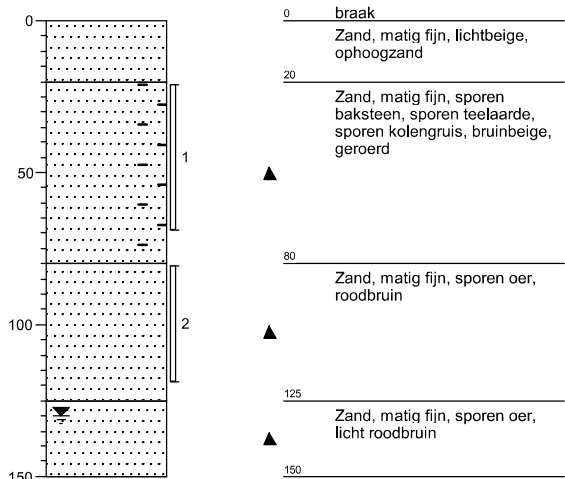 0
50
100
150
1
2
0
braak
Zand, matig fijn, lichtbeige,
ophoogzand
20
Zand, matig fijn, sporen
baksteen, sporen teelaarde,
sporen kolengruis, bruinbeige,
geroerd
80
Zand, matig fijn, sporen oer,
roodbruin
125
Zand, matig fijn, sporen oer,
licht roodbruin
150